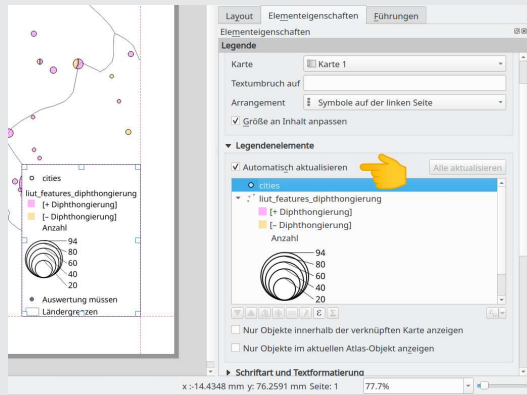 Layout
Elementeigenschaften
Führungen
Elementeigenschaften
Legende
Karte
Karte 1
Textumbruch auf
Arrangement
Symbole auf der linken Seite
Größe an Inhalt anpassen
Legendenelemente
Automatisch aktualisieren
Alle aktualisieren
cities
liut_features_diphthongierung
[+ Diphthongierung]
[– Diphthongierung]
Anzahl
94
80
60
40
20
Nur Objekte innerhalb der verknüpften Karte anzeigen
Nur Objekte im aktuellen Atlas-Objekt anzeigen
Schriftart und Textformatierung
cities
liut_features_diphthongierung
[+ Diphthongierung]
[– Diphthongierung]
Anzahl
94
80
60
40
20
Auswertung müssen
Ländergrenzen
x :-14.4348 mm y: 76.2591 mm Seite: 1
77.7%